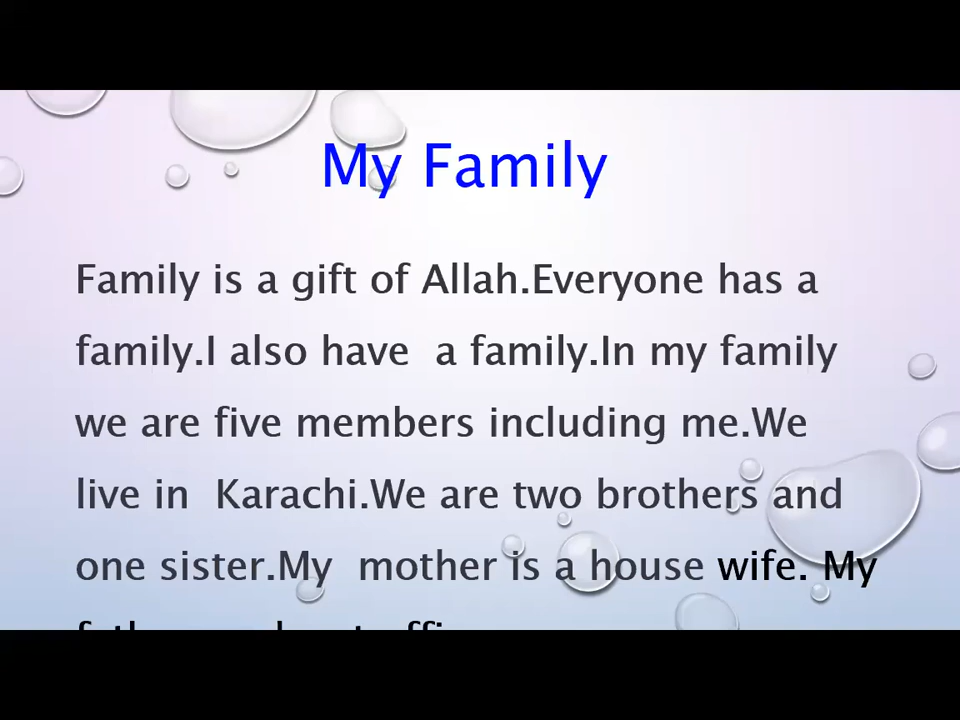 My Family
Family is a gift of Allah.Everyone has a
family.I also have  a family.In my family
we are five members including me.We
live in  Karachi.We are two brothers and
one sister.My  mother is a house wife. My